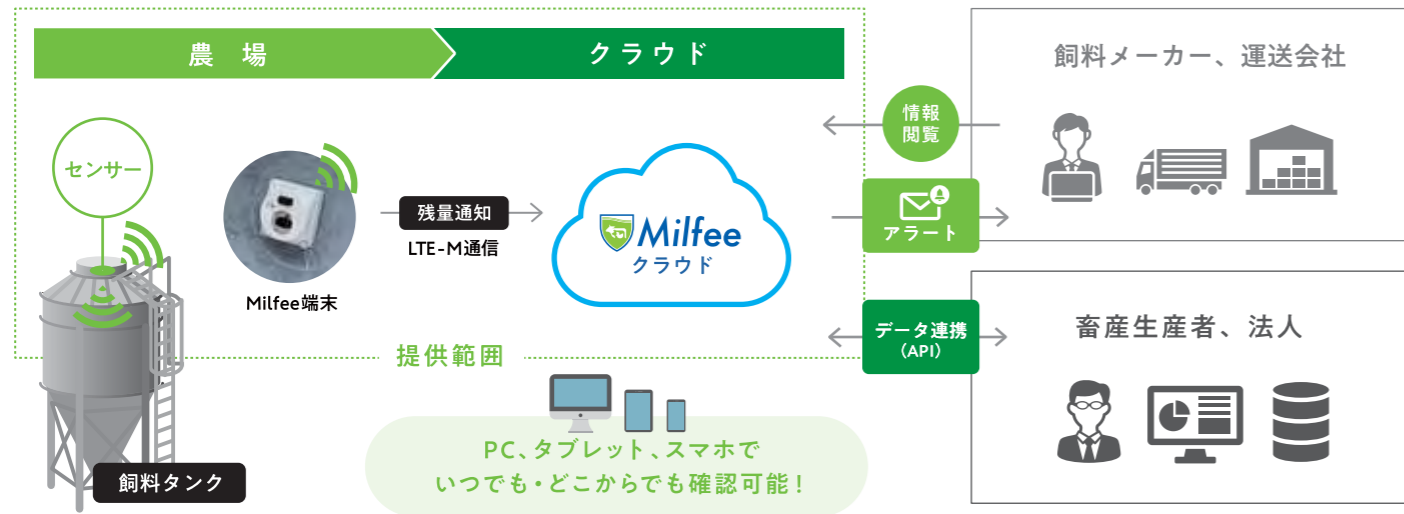 農場
クラウド
センサー
Milfee端末
残量通知
LTE-M通信
Milfee
クラウド
飼料タンク
提供範囲
PC、タブレット、スマホで
いつでも・どこからでも確認可能！
情報
閲覧
アラート
データ連携
（API）
飼料メーカー、運送会社
畜産生産者、法人